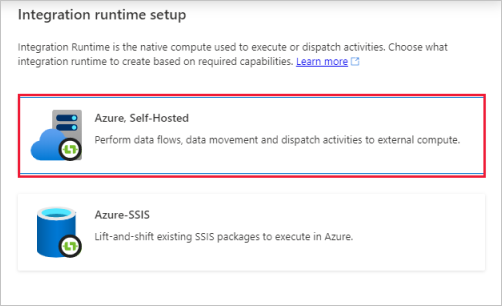 Integration runtime setup
Integration Runtime is the native compute used to execute or dispatch activities. Choose what
integration runtime to create based on required capabilities. Learn more
Azure, Self-Hosted
Perform data flows, data movement and dispatch activities to external compute.
Azure-SSIS
Lift-and-shift existing SSIS packages to execute in Azure.